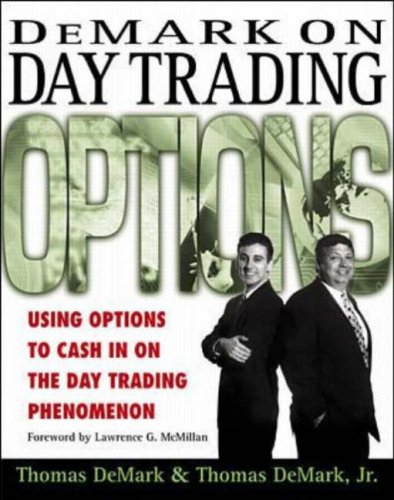 DEMARK ON
DAY TRADING
OPTIONS
USING OPTIONS
TO CASH IN ON
THE DAY TRADING
PHENOMENON
Foreword by Lawrence G. McMillan
Thomas DeMark & Thomas DeMark, Jr.